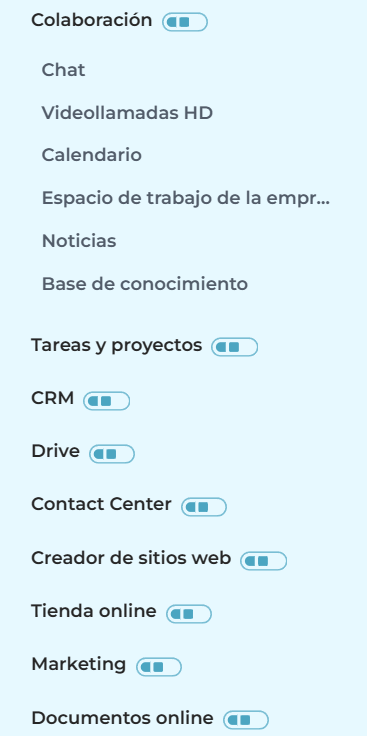 Colaboración
Chat
Videollamadas HD
Calendario
Espacio de trabajo de la empr...
Noticias
Base de conocimiento
Tareas y proyectos
CRM
Drive
Contact Center
Creador de sitios web
Tienda online
Marketing
Documentos online